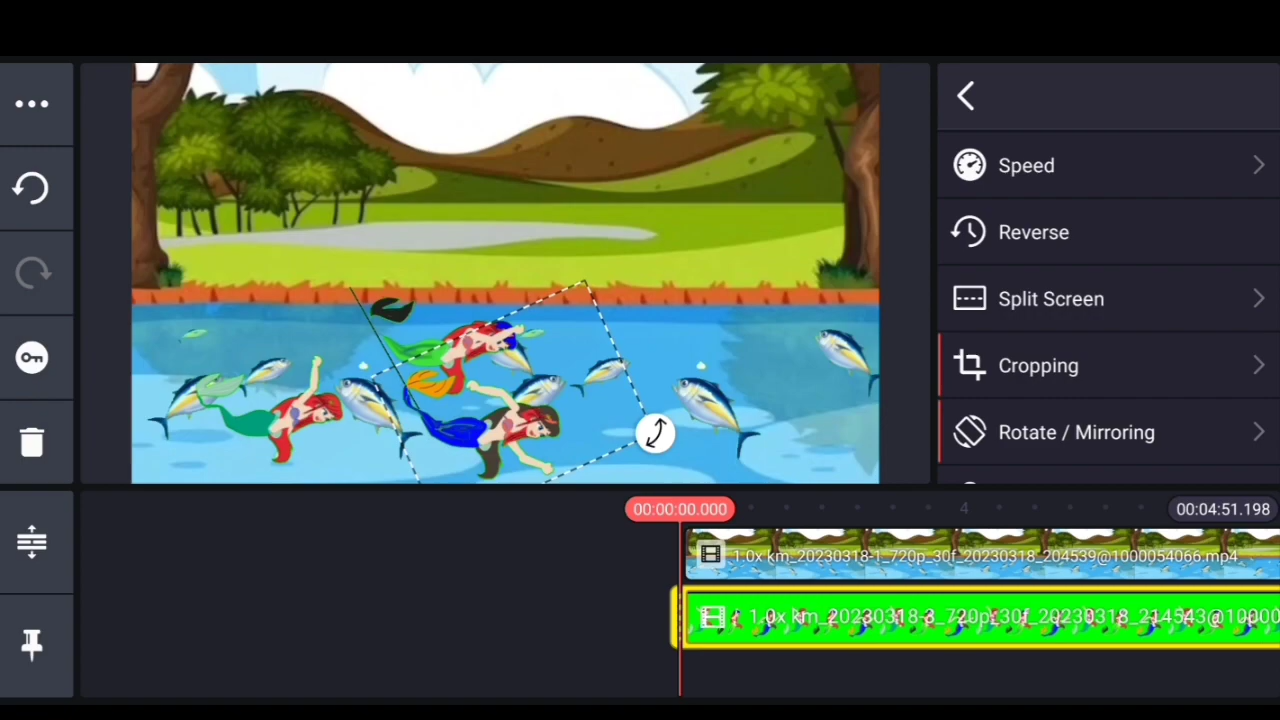 Speed
Reverse
Split Screen
Cropping
Rotate / Mirroring
00:00:00.000
4
00:04:51.198
1.0x km_20230318-1_720p_30f_20230318_204539@1000054066.mp4
1.0x km_20230318-3_720p_30f_20230318_214543@10000